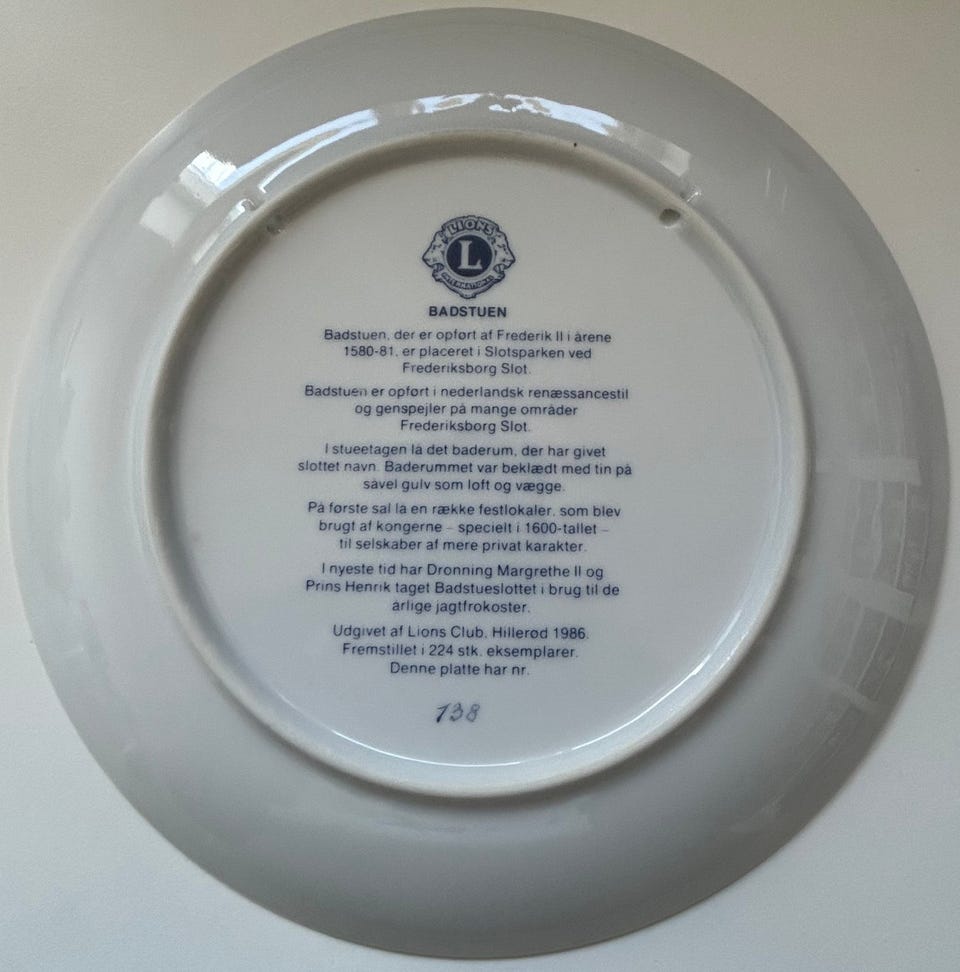 LIONS
L
INTERNATIONAL
BADSTUEN
Badstuen, der er opført af Frederik II i årene
1580-81, er placeret i Slotsparken ved
Frederiksborg Slot.
Badstuen er opført i nederlandsk renæssancestil
og genspejler på mange områder
Frederiksborg Slot.
I stueetagen lå det baderum, der har givet
slottet navn. Baderummet var beklædt med tin på
såvel gulv som loft og vægge.
På første sal lå en række festlokaler, som blev
brugt af kongerne – specielt i 1600-tallet –
til selskaber af mere privat karakter.
I nyeste tid har Dronning Margrethe II og
Prins Henrik taget Badstueslottet i brug til de
årlige jagtfrokoster.
Udgivet af Lions Club, Hillerød 1986.
Fremstillet i 224 stk. eksemplarer.
Denne platte har nr.
138